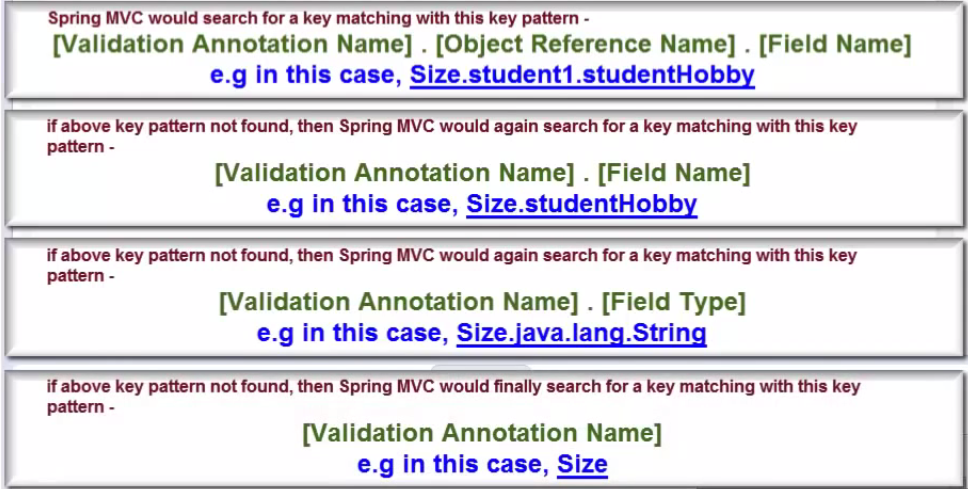 Spring MVC would search for a key matching with this key pattern -
[Validation Annotation Name] . [Object Reference Name] . [Field Name]
e.g in this case, Size.student1.studentHobby
if above key pattern not found, then Spring MVC would again search for a key matching with this key
pattern -
[Validation Annotation Name] . [Field Name]
e.g in this case, Size.studentHobby
if above key pattern not found, then Spring MVC would again search for a key matching with this key
pattern -
[Validation Annotation Name] . [Field Type]
e.g in this case, Size.java.lang.String
if above key pattern not found, then Spring MVC would finally search for a key matching with this key
pattern -
[Validation Annotation Name]
e.g in this case, Size